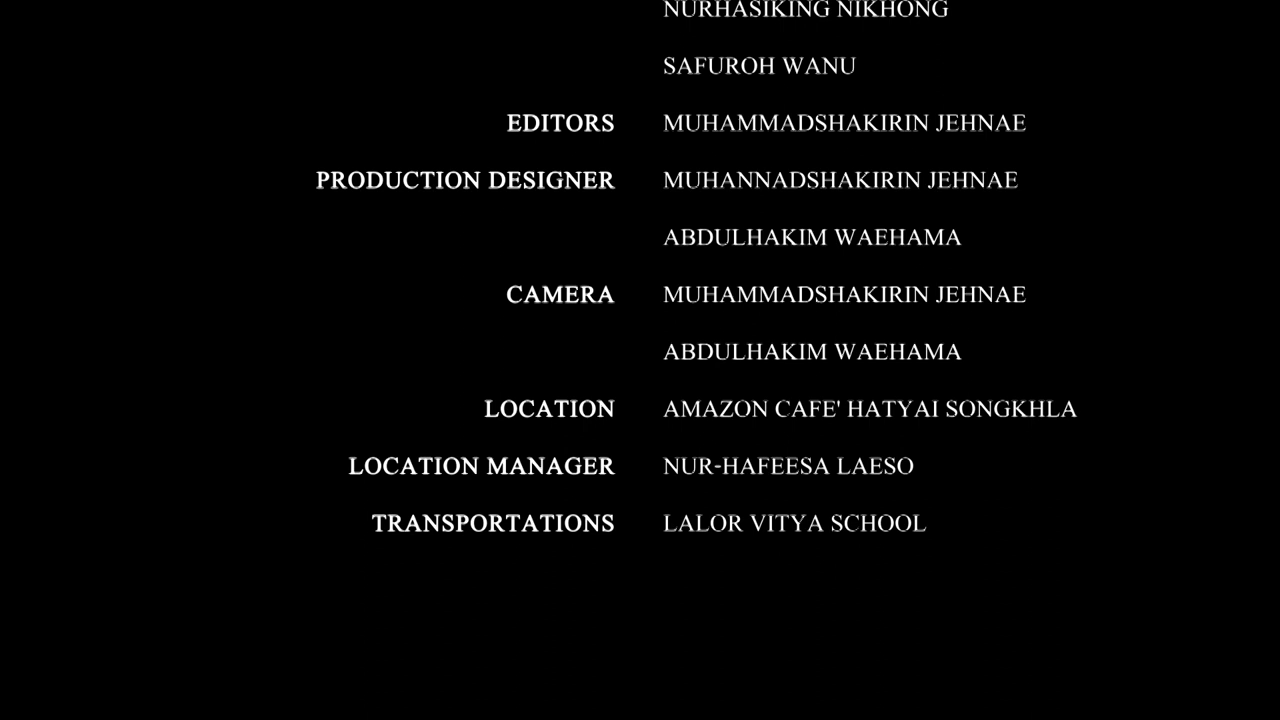 NURHASIKING NIKHONG
SAFUROH WANU
EDITORS MUHAMMADSHAKIRIN JEHNAE
PRODUCTION DESIGNER MUHANNADSHAKIRIN JEHNAE
ABDULHAKIM WAEHAMA
CAMERA MUHAMMADSHAKIRIN JEHNAE
ABDULHAKIM WAEHAMA
LOCATION AMAZON CAFE' HATYAI SONGKHLA
LOCATION MANAGER NUR-HAFEESA LAESO
TRANSPORTATIONS LALOR VITYA SCHOOL